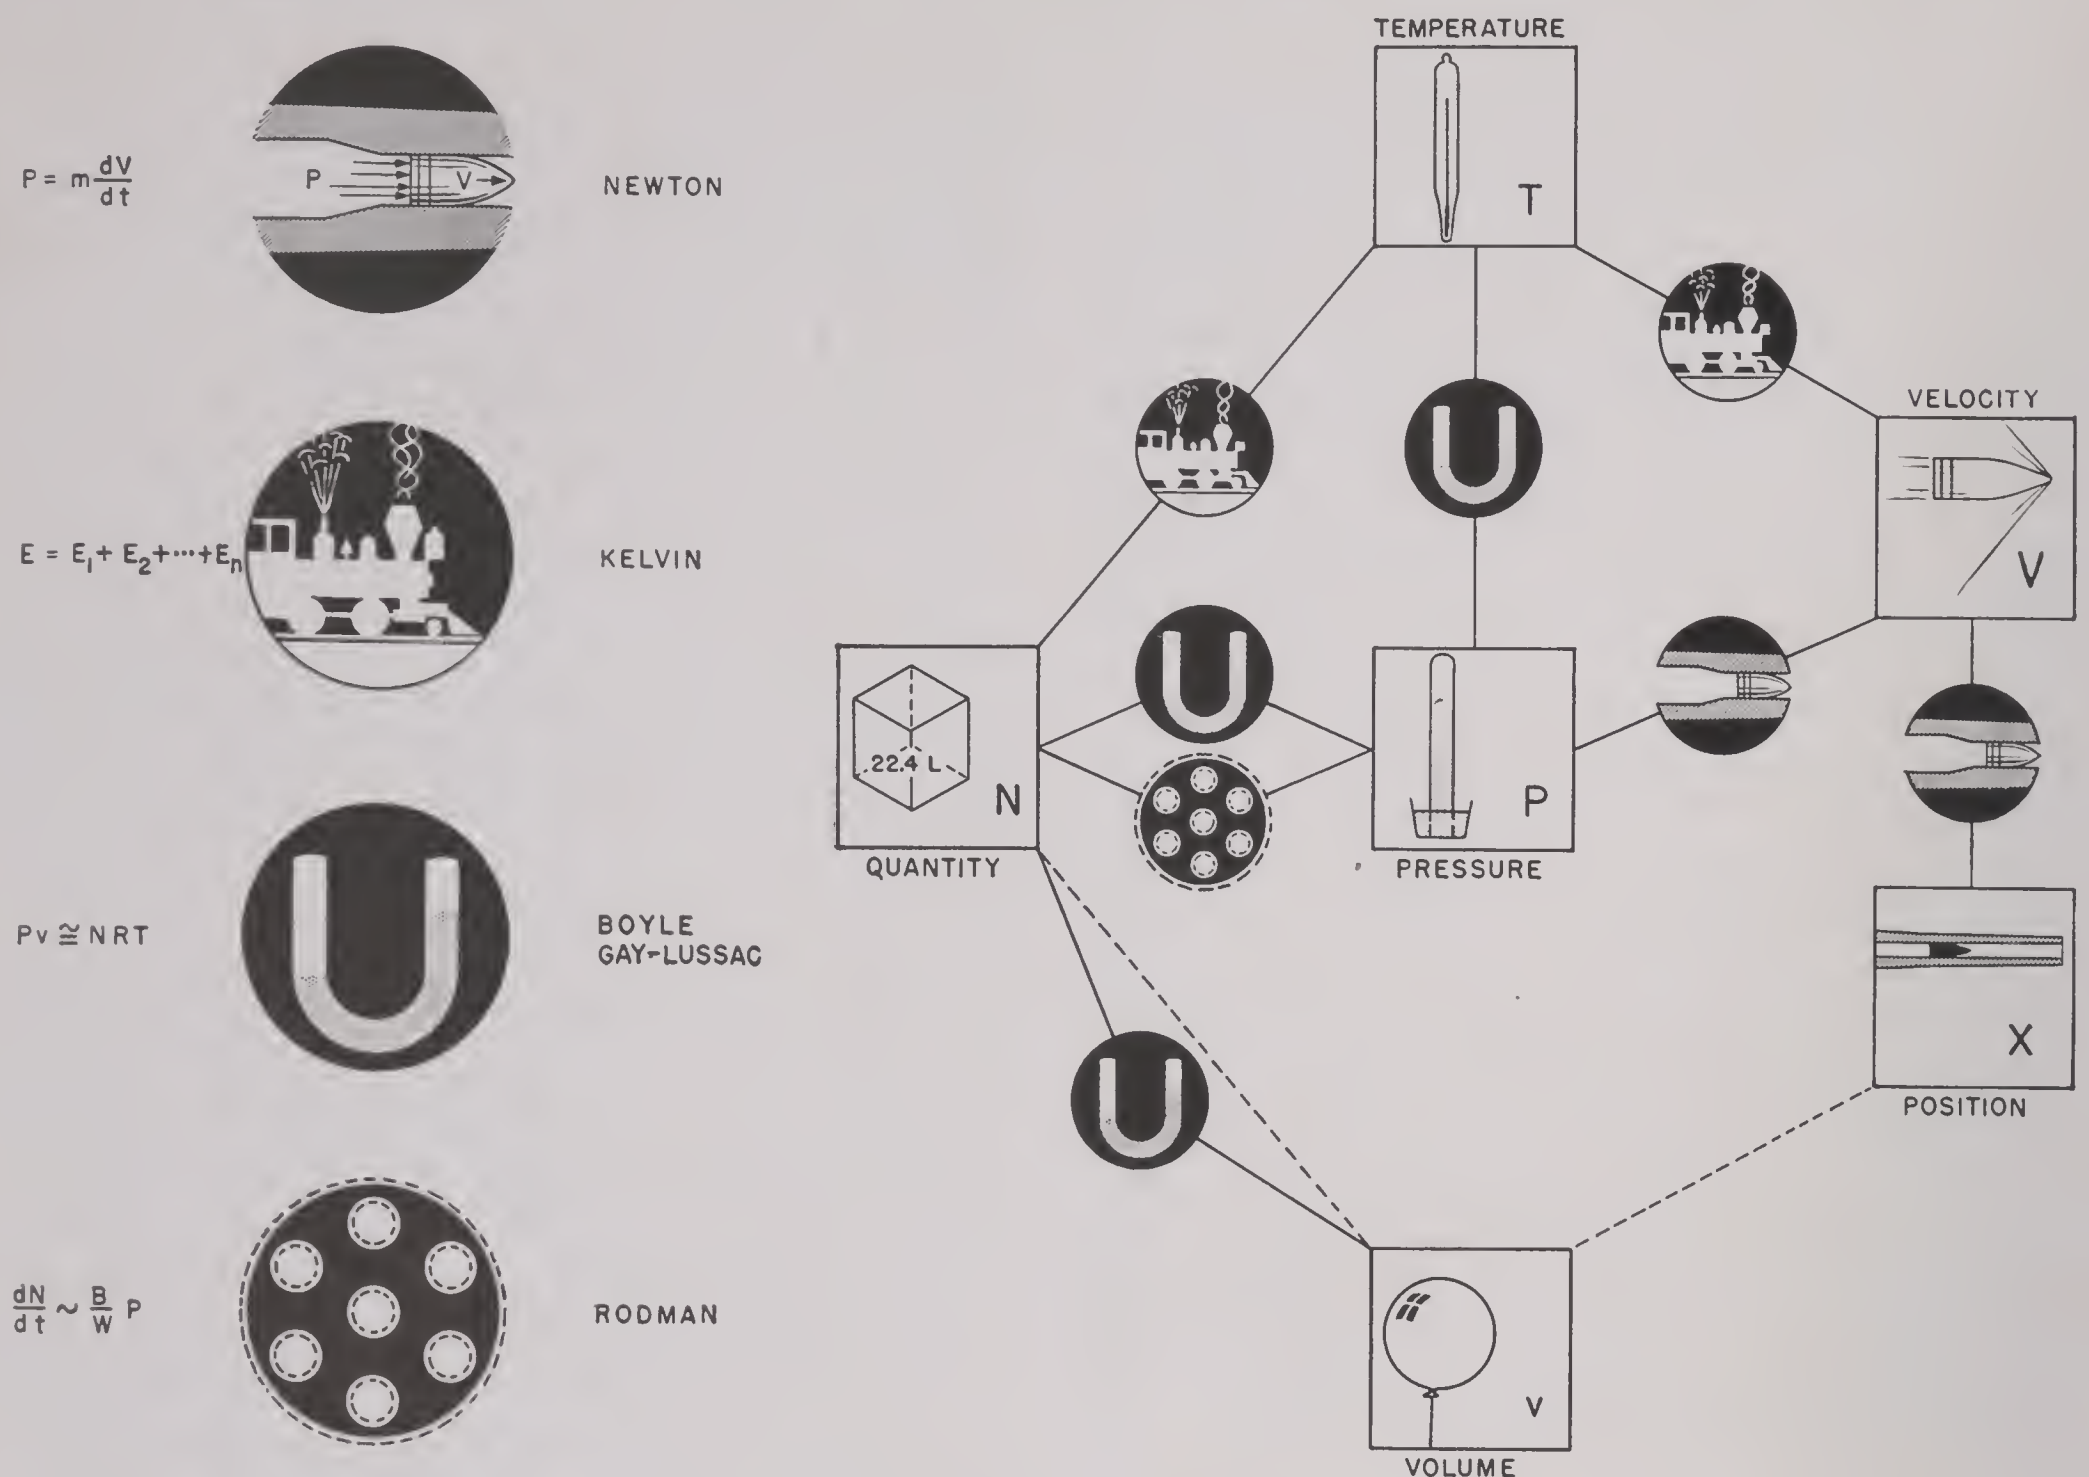 P = m dV/dt
P
V
NEWTON
E = E₁ + E₂ + ··· + Eₙ
KELVIN
Pv ≅ NRT
BOYLE
GAY-LUSSAC
dN/dt ~ B/W P
RODMAN
TEMPERATURE
T
VELOCITY
V
22.4 L
N
QUANTITY
P
PRESSURE
X
POSITION
v
VOLUME